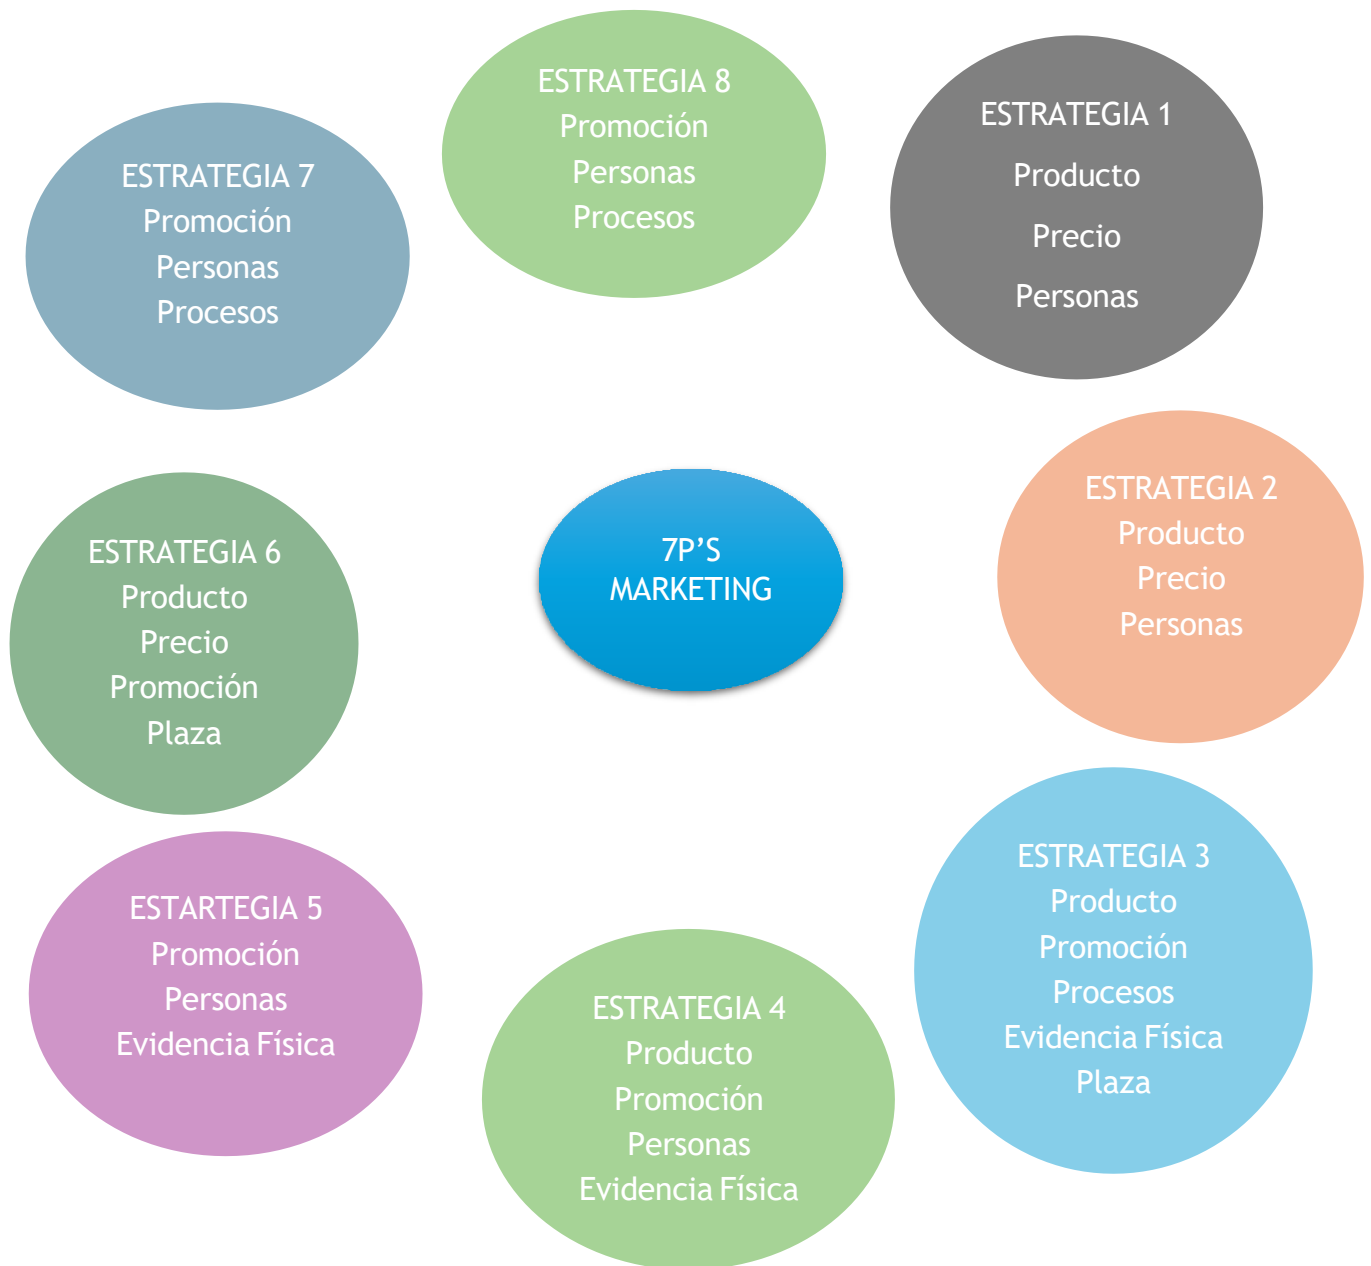 ESTRATEGIA 8
Promoción
Personas
Procesos
ESTRATEGIA 1
Producto
Precio
Personas
ESTRATEGIA 7
Promoción
Personas
Procesos
7P’S
MARKETING
ESTRATEGIA 2
Producto
Precio
Personas
ESTRATEGIA 6
Producto
Precio
Promoción
Plaza
ESTRATEGIA 3
Producto
Promoción
Procesos
Evidencia Física
Plaza
ESTARTEGIA 5
Promoción
Personas
Evidencia Física
ESTRATEGIA 4
Producto
Promoción
Personas
Evidencia Física